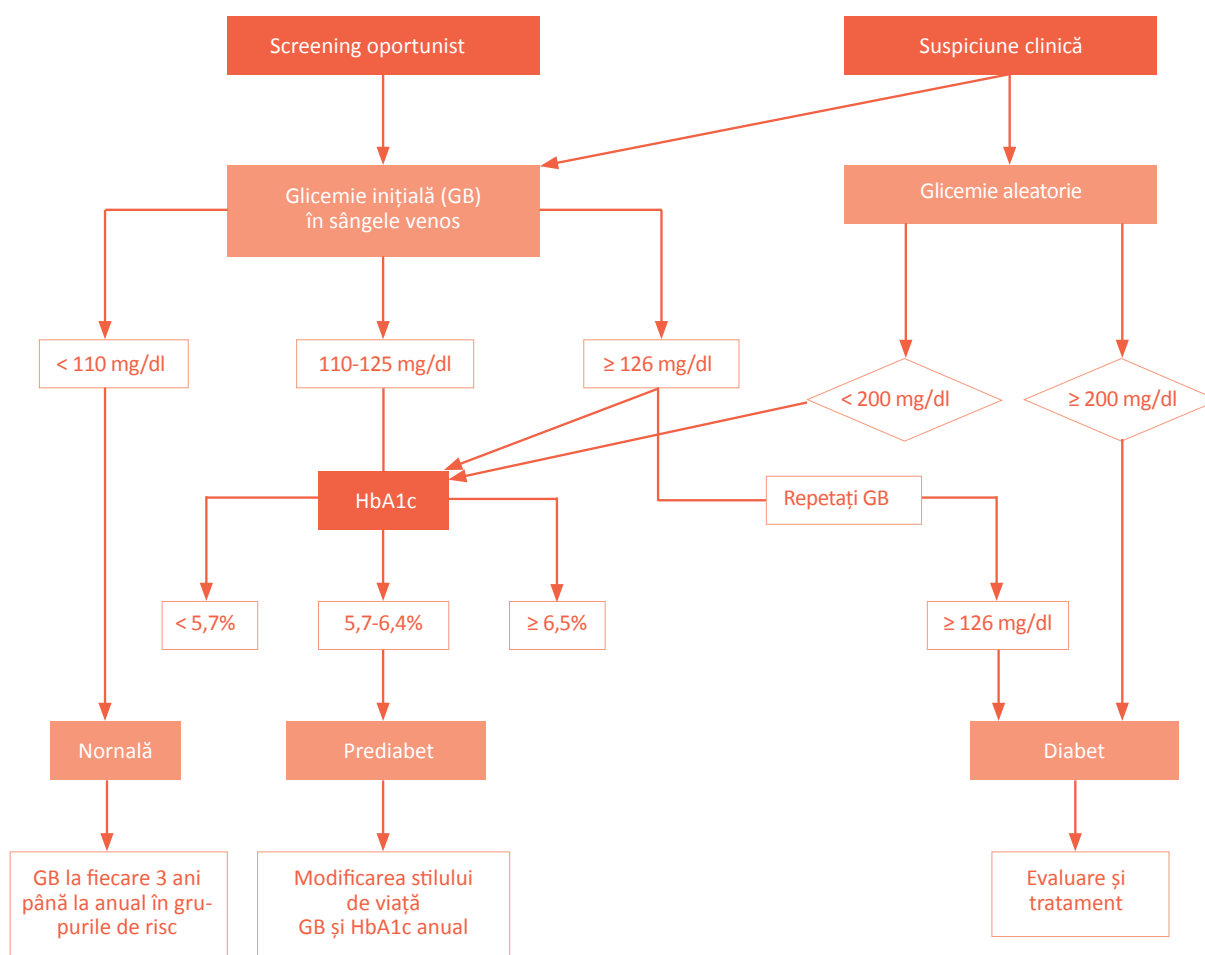 Screening oportunist
Suspiciune clinică
Glicemie inițială (GB)
în sângele venos
Glicemie aleatorie
< 110 mg/dl
110-125 mg/dl
≥ 126 mg/dl
< 200 mg/dl
≥ 200 mg/dl
HbA1c
Repetați GB
< 5,7%
5,7-6,4%
≥ 6,5%
≥ 126 mg/dl
Nornală
Prediabet
Diabet
GB la fiecare 3 ani
până la anual în gru-
purile de risc
Modificarea stilului
de viață
GB și HbA1c anual
Evaluare și
tratament